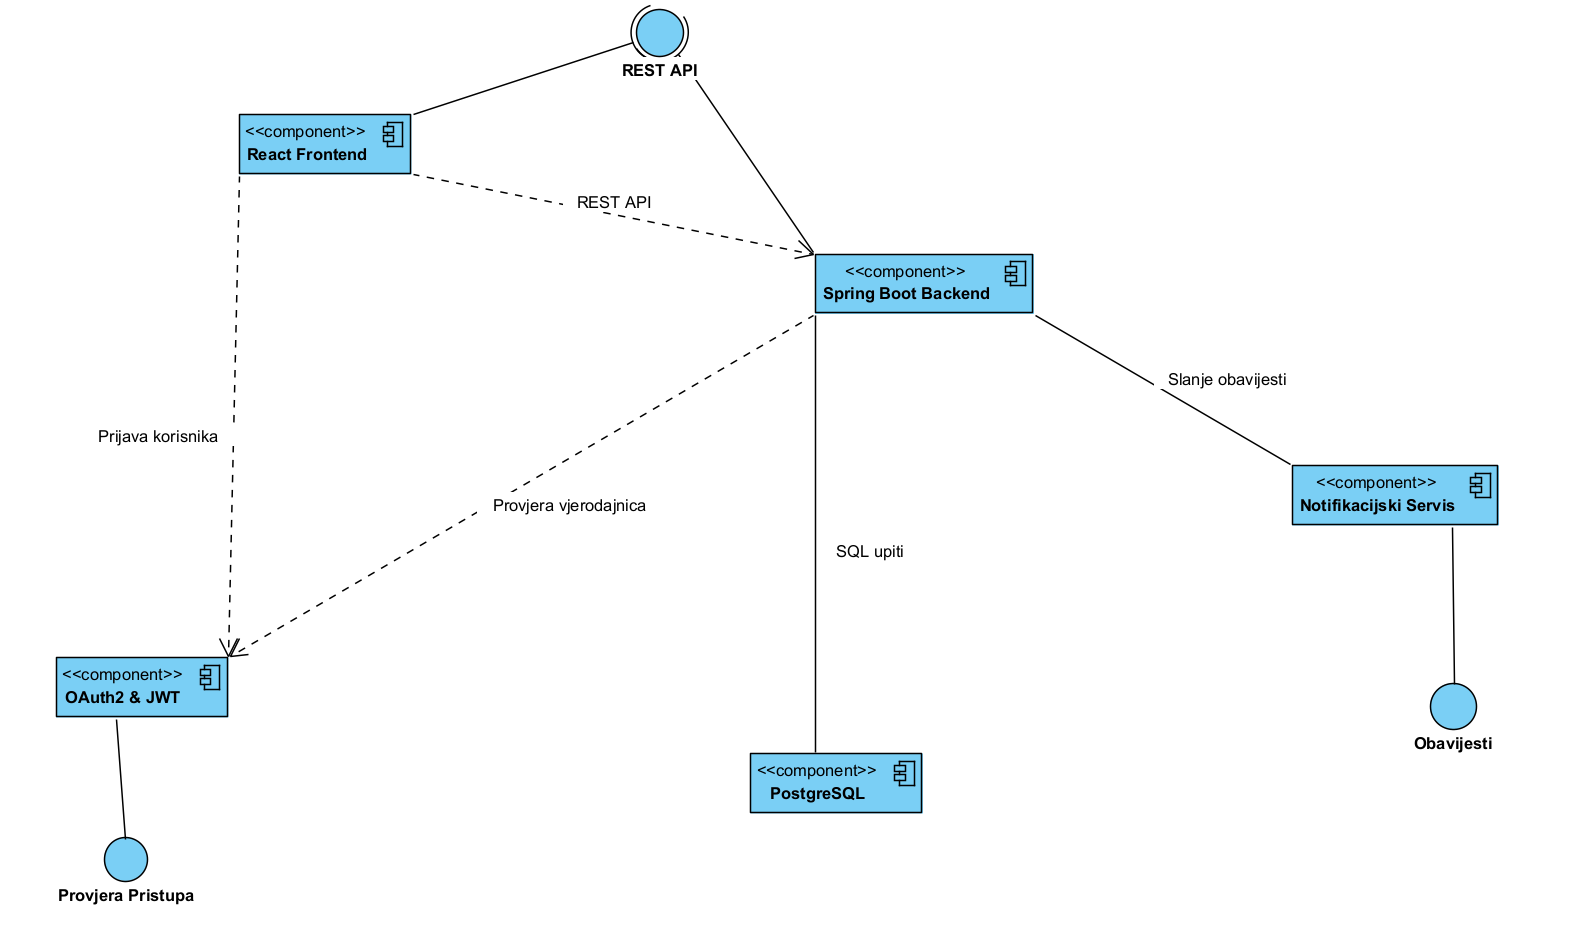 REST API
<<component>>
React Frontend
REST API
<<component>>
Spring Boot Backend
Slanje obavijesti
Prijava korisnika
<<component>>
Notifikacijski Servis
Provjera vjerodajnica
SQL upiti
<<component>>
OAuth2 & JWT
Obavijesti
<<component>>
PostgreSQL
Provjera Pristupa